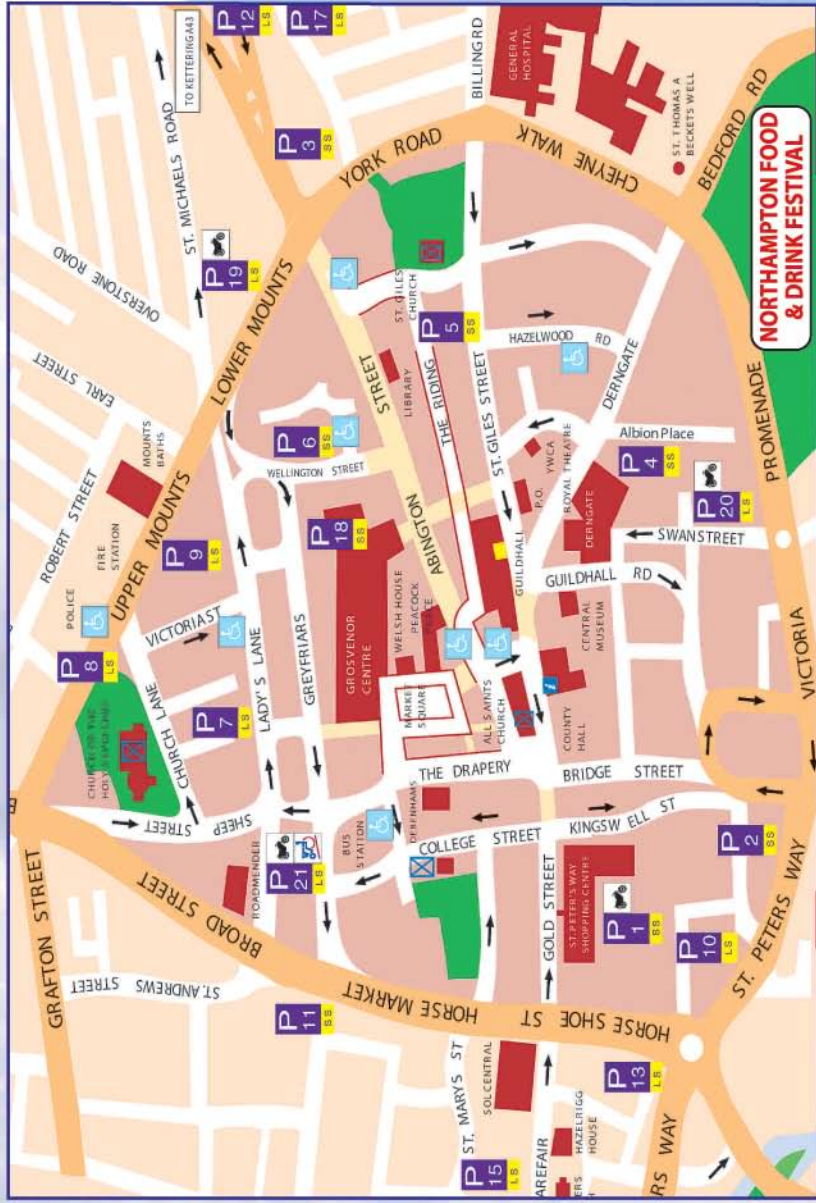 TO KETTERING A43
P
12
LS
P
17
LS
P
3
SS
ST. MICHAELS ROAD
OVERSTONE ROAD
P
19
LS
EARL STREET
ROBERT STREET
MOUNTS
BATHS
FIRE
STATION
POLICE
UPPER MOUNTS
LOWER MOUNTS
YORK ROAD
BILLING RD
GENERAL
HOSPITAL
CHEYNE WALK
ST. THOMAS A
BECKETS WELL
BEDFORD RD
NORTHAMPTON FOOD
& DRINK FESTIVAL
P
8
LS
P
9
LS
P
6
SS
P
18
SS
P
7
LS
VICTORIA ST
WELLINGTON STREET
LADY'S LANE
GREYFRIARS
CHURCH LANE
SHEEP STREET
GROSVENOR
CENTRE
ABINGTON
STREET
LIBRARY
THE RIDING
ST. GILES
CHURCH
P
5
SS
ST. GILES STREET
HAZELWOOD RD
DERNGATE
WELSH HOUSE
PEACOCK
PLACE
MARKET
SQUARE
GUILDHALL
P.O.
YWCA
ROYAL THEATRE
DERNGATE
Albion Place
P
4
SS
P
20
LS
SWAN STREET
GUILDHALL RD
CENTRAL
MUSEUM
ALL SAINTS
CHURCH
i
COUNTY
HALL
THE DRAPERY
BRIDGE STREET
VICTORIA
PROMENADE
ROADMENDER
P
21
LS
BUS
STATION
DEBENHAMS
COLLEGE STREET
KINGSWELL ST
GOLD STREET
ST. PETER'S WAY
SHOPPING CENTRE
P
1
SS
P
2
SS
P
10
LS
ST. PETERS WAY
GRAFTON STREET
BROAD STREET
ST. ANDREWS STREET
P
11
SS
HORSE MARKET
HORSE SHOE ST
ST. MARYS ST
SOL CENTRAL
P
13
LS
P
15
LS
AREFAIR
HAZELRIGG
HOUSE
ERS
RS WAY